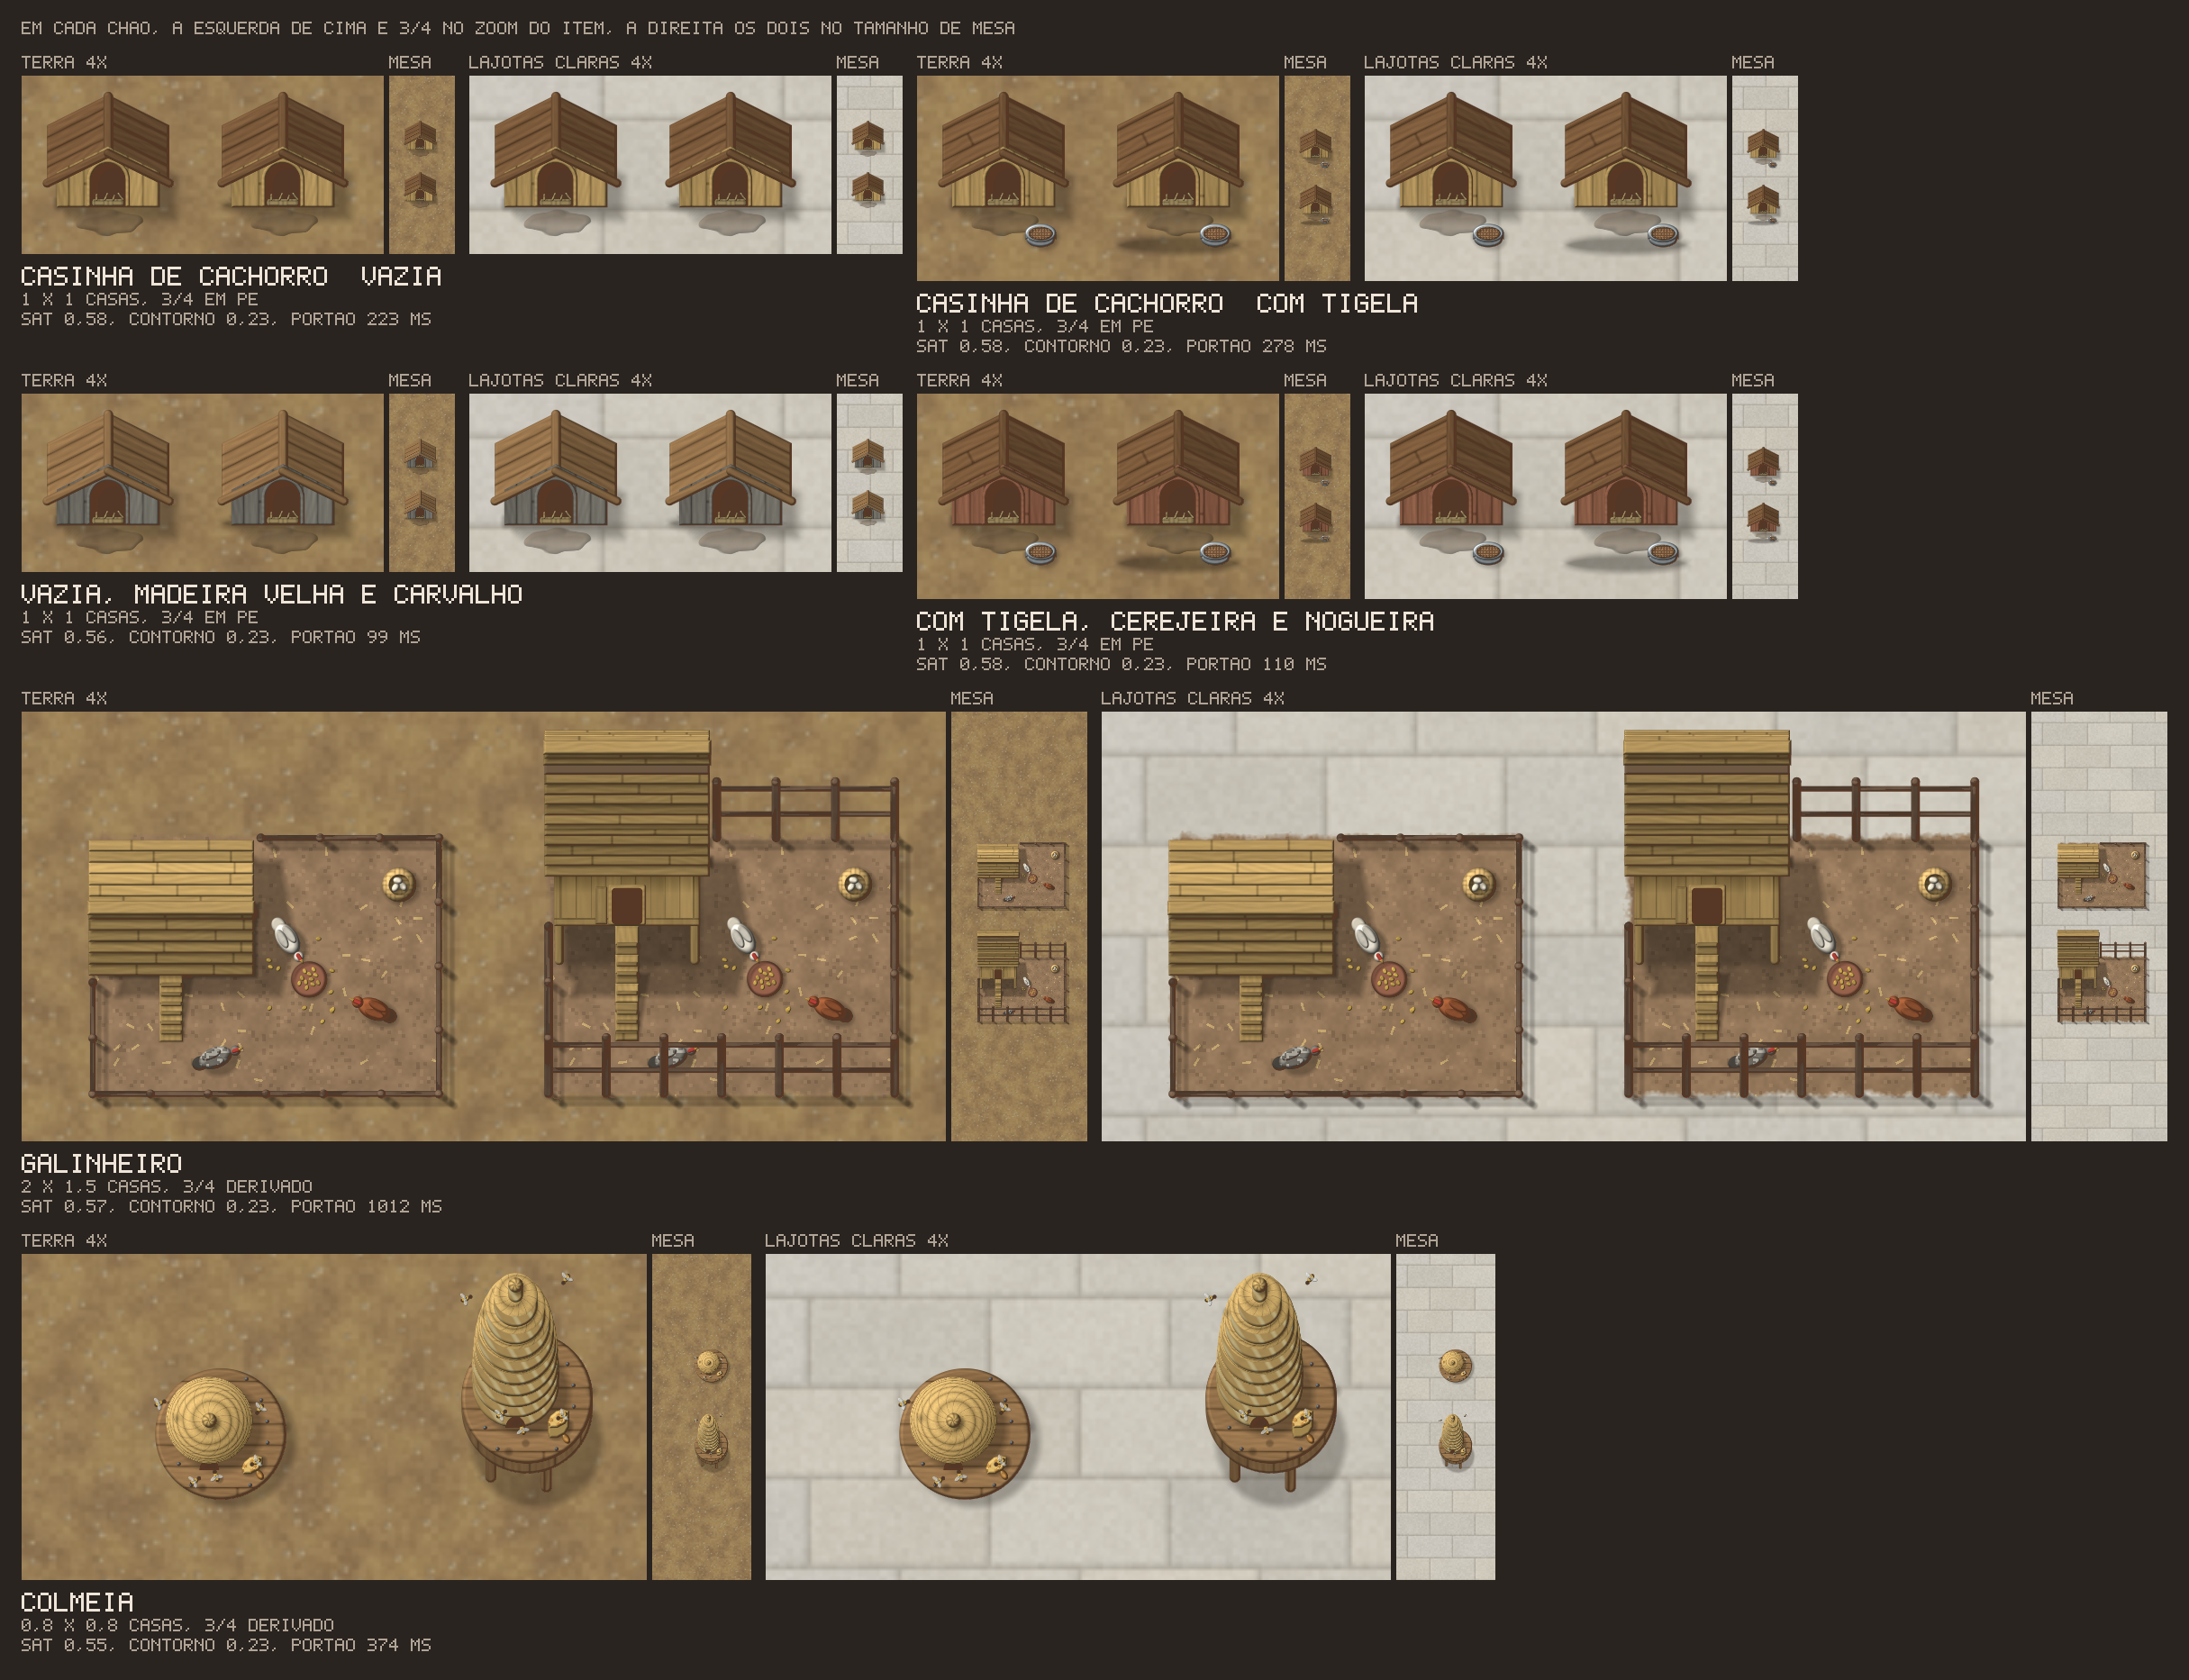 EM CADA CHAO, A ESQUERDA DE CIMA E 3/4 NO ZOOM DO ITEM, A DIREITA OS DOIS NO TAMANHO DE MESA
TERRA 4X
MESA
LAJOTAS CLARAS 4X
MESA
TERRA 4X
MESA
LAJOTAS CLARAS 4X
MESA
CASINHA DE CACHORRO  VAZIA
1 X 1 CASAS, 3/4 EM PE
SAT 0,58, CONTORNO 0,23, PORTAO 223 MS
CASINHA DE CACHORRO  COM TIGELA
1 X 1 CASAS, 3/4 EM PE
SAT 0,58, CONTORNO 0,23, PORTAO 278 MS
TERRA 4X
MESA
LAJOTAS CLARAS 4X
MESA
TERRA 4X
MESA
LAJOTAS CLARAS 4X
MESA
VAZIA, MADEIRA VELHA E CARVALHO
1 X 1 CASAS, 3/4 EM PE
SAT 0,56, CONTORNO 0,23, PORTAO 99 MS
COM TIGELA, CEREJEIRA E NOGUEIRA
1 X 1 CASAS, 3/4 EM PE
SAT 0,58, CONTORNO 0,23, PORTAO 110 MS
TERRA 4X
MESA
LAJOTAS CLARAS 4X
MESA
GALINHEIRO
2 X 1,5 CASAS, 3/4 DERIVADO
SAT 0,57, CONTORNO 0,23, PORTAO 1012 MS
TERRA 4X
MESA
LAJOTAS CLARAS 4X
MESA
COLMEIA
0,8 X 0,8 CASAS, 3/4 DERIVADO
SAT 0,55, CONTORNO 0,23, PORTAO 374 MS